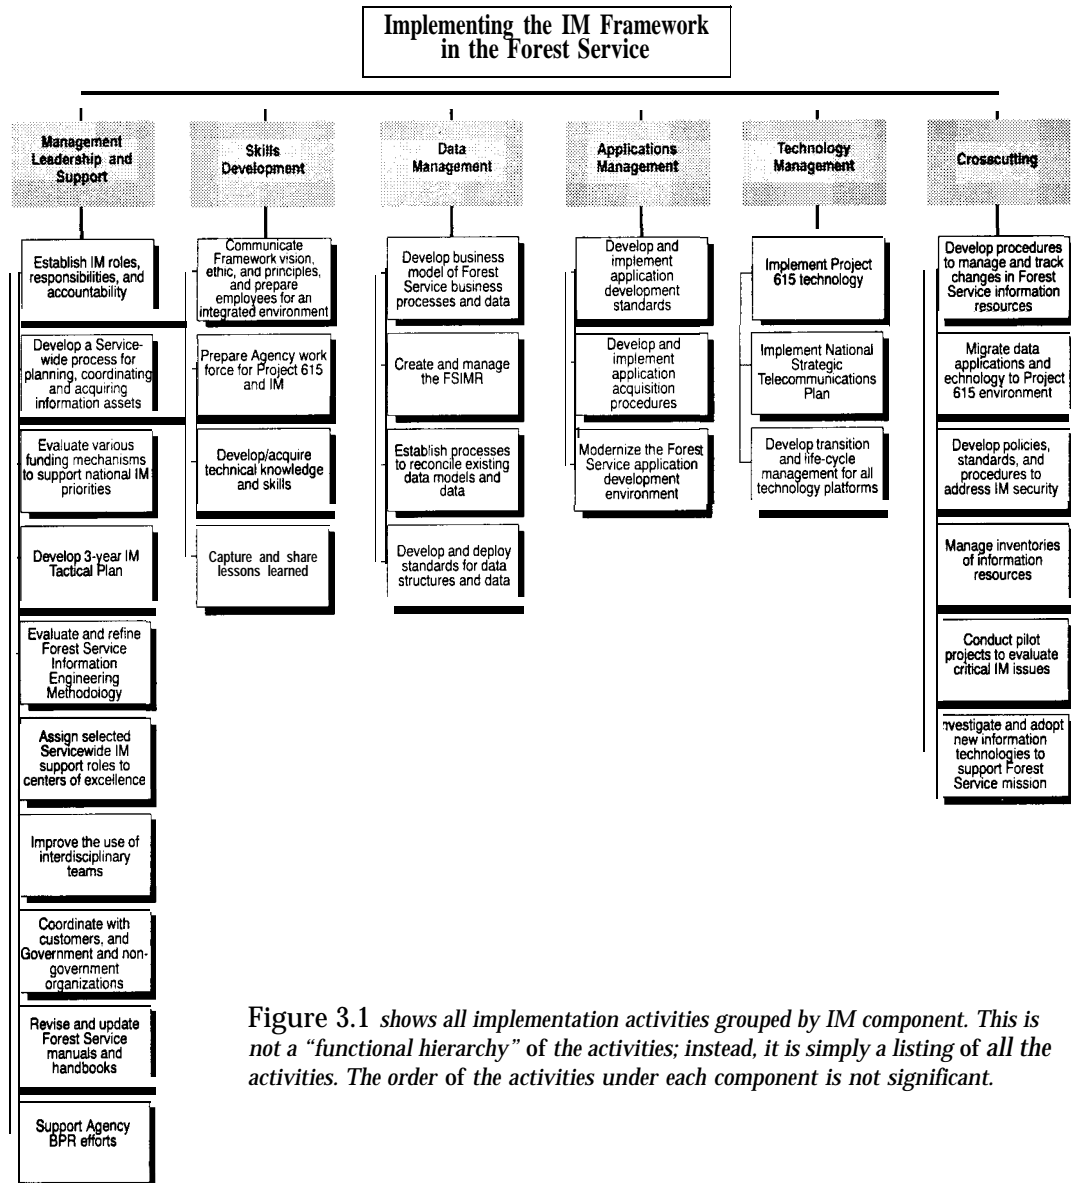 Implementing the IM Framework
in the Forest Service
Management
Leadership and
Support
Establish IM roles,
responsibilities, and
accountability
Develop a Service-
wide process for
planning, coordinating
and acquiring
information assets
Evaluate various
funding mechanisms
to support national IM
priorities
Develop 3-year IM
Tactical Plan
Evaluate and refine
Forest Service
Information
Engineering
Methodology
Assign selected
Servicewide IM
support roles to
centers of excellence
Improve the use of
interdisciplinary
teams
Coordinate with
customers, and
Government and non-
government
organizations
Revise and update
Forest Service
manuals and
handbooks
Support Agency
BPR efforts
Skills
Development
Communicate
Framework vision,
ethic, and principles,
and prepare
employees for an
integrated environment
Prepare Agency work
force for Project 615
and IM
Develop/acquire
technical knowledge
and skills
Capture and share
lessons learned
Data
Management
Develop business
model of Forest
Service business
processes and data
Create and manage
the FSIMR
Establish processes
to reconcile existing
data models and
data
Develop and deploy
standards for data
structures and data
Applications
Management
Develop and
implement
application
development
standards
Develop and
implement
application
acquisition
procedures
Modernize the Forest
Service application
development
environment
Technology
Management
Implement Project
615 technology
Implement National
Strategic
Telecommunications
Plan
Develop transition
and life-cycle
management for all
technology platforms
Crosscutting
Develop procedures
to manage and track
changes in Forest
Service information
resources
Migrate data
applications and
echnology to Project
615 environment
Develop policies,
standards, and
procedures to
address IM security
Manage inventories
of information
resources
Conduct pilot
projects to evaluate
critical IM issues
nvestigate and adopt
new information
technologies to
support Forest
Service mission
Figure 3.1 shows all implementation activities grouped by IM component. This is
not a “functional hierarchy” of the activities; instead, it is simply a listing of all the
activities. The order of the activities under each component is not significant.